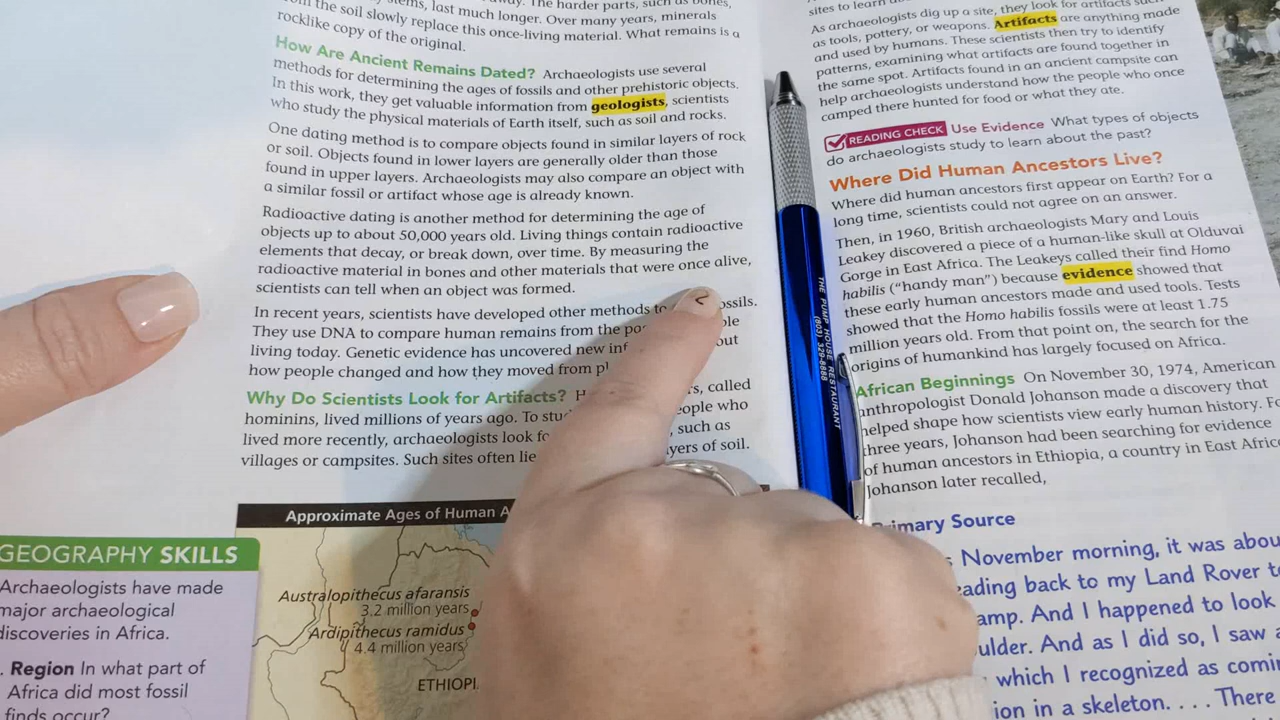 stems, last much longer. Over many years, minerals
from the soil slowly replace this once-living material. What remains is a
rocklike copy of the original.
How Are Ancient Remains Dated? Archaeologists use several
methods for determining the ages of fossils and other prehistoric objects.
In this work, they get valuable information from geologists, scientists
who study the physical materials of Earth itself, such as soil and rocks.
One dating method is to compare objects found in similar layers of rock
or soil. Objects found in lower layers are generally older than those
found in upper layers. Archaeologists may also compare an object with
a similar fossil or artifact whose age is already known.
Radioactive dating is another method for determining the age of
objects up to about 50,000 years old. Living things contain radioactive
elements that decay, or break down, over time. By measuring the
radioactive material in bones and other materials that were once alive,
scientists can tell when an object was formed.
In recent years, scientists have developed other methods
They use DNA to compare human remains from the
living today. Genetic evidence has uncovered new
how people changed and how they moved from
Why Do Scientists Look for Artifacts? called
hominins, lived millions of years ago. To who
lived more recently, archaeologists look such as
villages or campsites. Such sites often of soil.
Approximate Ages of Human
Australopithecus afaransis
3.2 million years
Ardipithecus ramidus
4.4 million years
GEOGRAPHY SKILLS
Archaeologists have made
major archaeological
discoveries in Africa.
Region In what part of
Africa did most fossil
finds occur?
As archaeologists dig up a site, they look for artifacts such
as tools, pottery, or weapons. Artifacts are anything made
and used by humans. These scientists then try to identify
patterns, examining what artifacts are found together in
the same spot. Artifacts found in an ancient campsite can
help archaeologists understand how the people who once
camped there hunted for food or what they ate.
READING CHECK Use Evidence What types of objects
do archaeologists study to learn about the past?
Where Did Human Ancestors Live?
Where did human ancestors first appear on Earth? For a
long time, scientists could not agree on an answer.
Then, in 1960, British archaeologists Mary and Louis
Leakey discovered a piece of a human-like skull at Olduvai
Gorge in East Africa. The Leakeys called their find Homo
habilis (“handy man”) because evidence showed that
these early human ancestors made and used tools. Tests
showed that the Homo habilis fossils were at least 1.75
million years old. From that point on, the search for the
origins of humankind has largely focused on Africa.
African Beginnings On November 30, 1974, American
anthropologist Donald Johanson made a discovery that
helped shape how scientists view early human history. For
three years, Johanson had been searching for evidence
of human ancestors in Ethiopia, a country in East Africa.
Johanson later recalled,
Primary Source
November morning, it was
back to my Land Rover
And I happened to look
And as I did so, I saw
which I recognized as
in a skeleton. . . . There
THE PUMP HOUSE RESTAURANT
(803) 329-8888